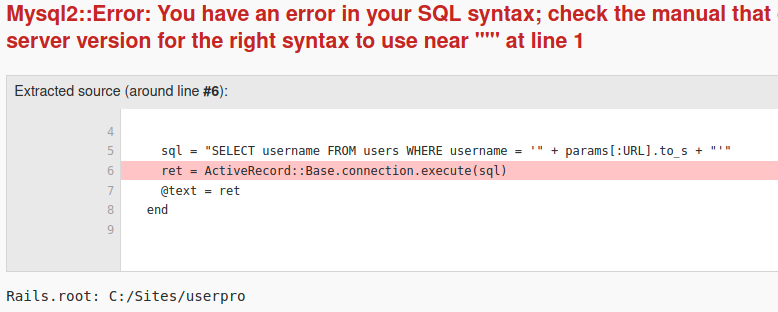 Mysql2::Error: You have an error in your SQL syntax; check the manual that
server version for the right syntax to use near "'" at line 1
Extracted source (around line #6):
4
5 sql = "SELECT username FROM users WHERE username = '" + params[:URL].to_s + "'"
6 ret = ActiveRecord::Base.connection.execute(sql)
7 @text = ret
8 end
9
Rails.root: C:/Sites/userpro